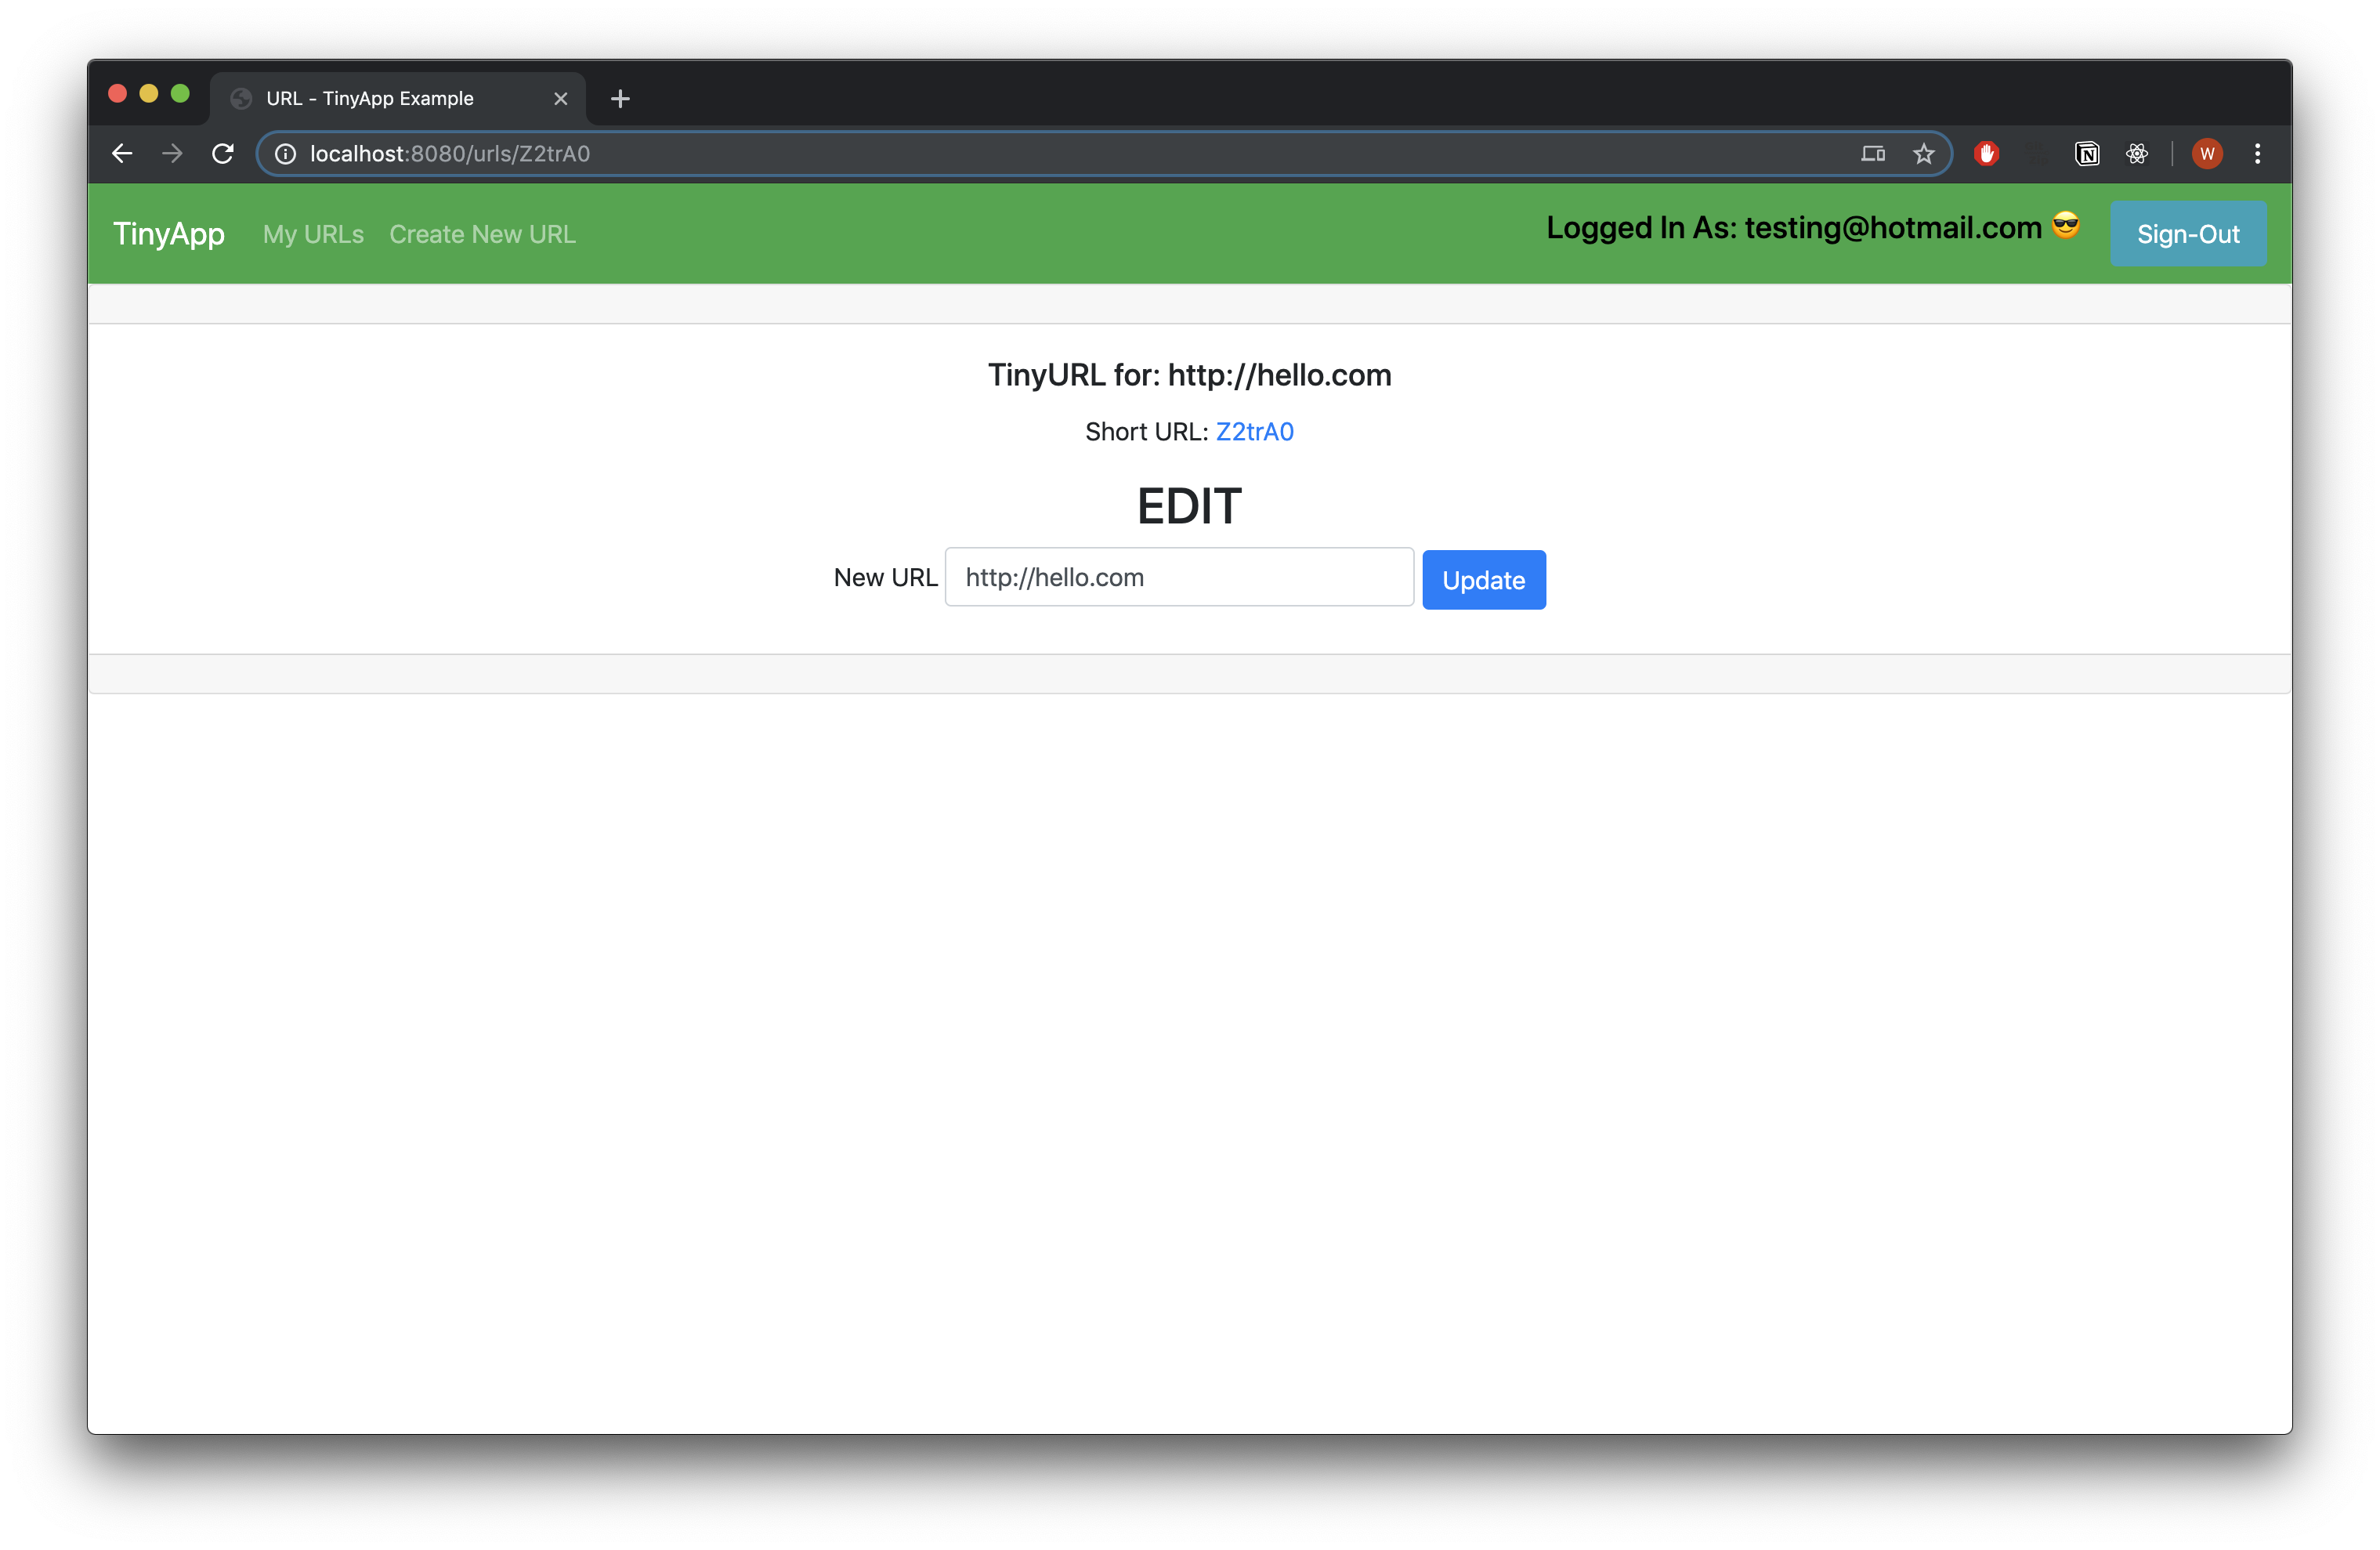 URL - TinyApp Example
localhost:8080/urls/Z2trA0
W
TinyApp My URLs Create New URL Logged In As: testing@hotmail.com 😎 Sign-Out
TinyURL for: http://hello.com
Short URL: Z2trA0
EDIT
New URL http://hello.com Update